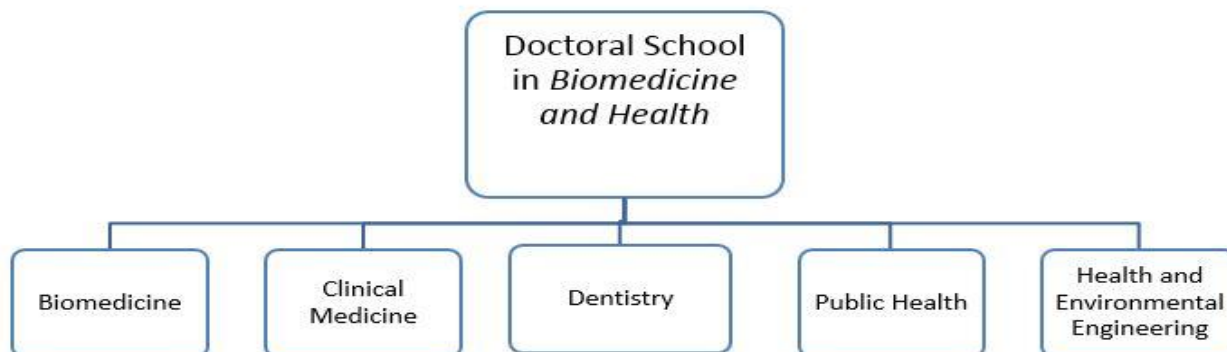 Doctoral School
in Biomedicine
and Health
Biomedicine
Clinical
Medicine
Dentistry
Public Health
Health and
Environmental
Engineering